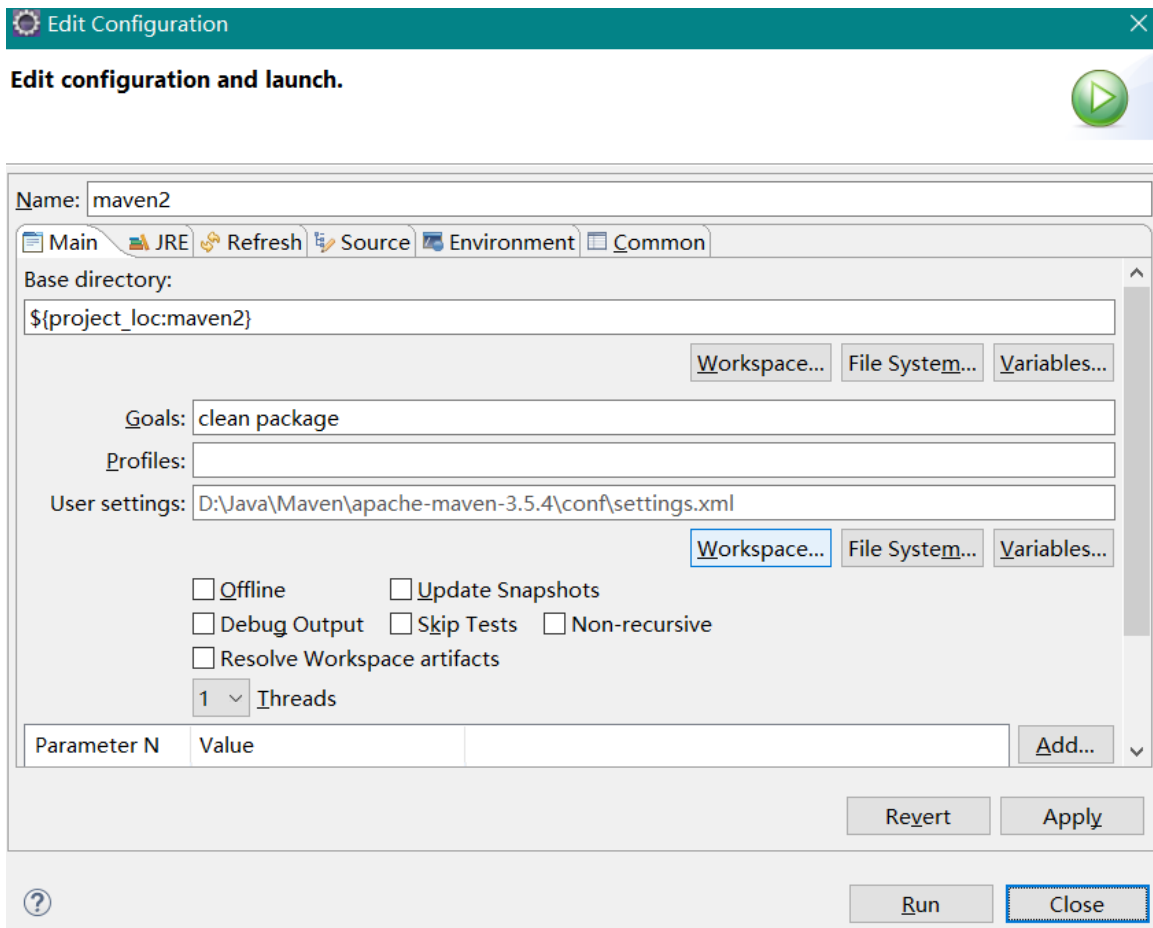 Edit Configuration
Edit configuration and launch.
Name: maven2
Main JRE Refresh Source Environment Common
Base directory:
${project_loc:maven2}
Workspace... File System... Variables...
Goals: clean package
Profiles:
User settings: D:\Java\Maven\apache-maven-3.5.4\conf\settings.xml
Workspace... File System... Variables...
Offline Update Snapshots
Debug Output Skip Tests Non-recursive
Resolve Workspace artifacts
1 Threads
Parameter N Value Add...
Revert Apply
? Run Close